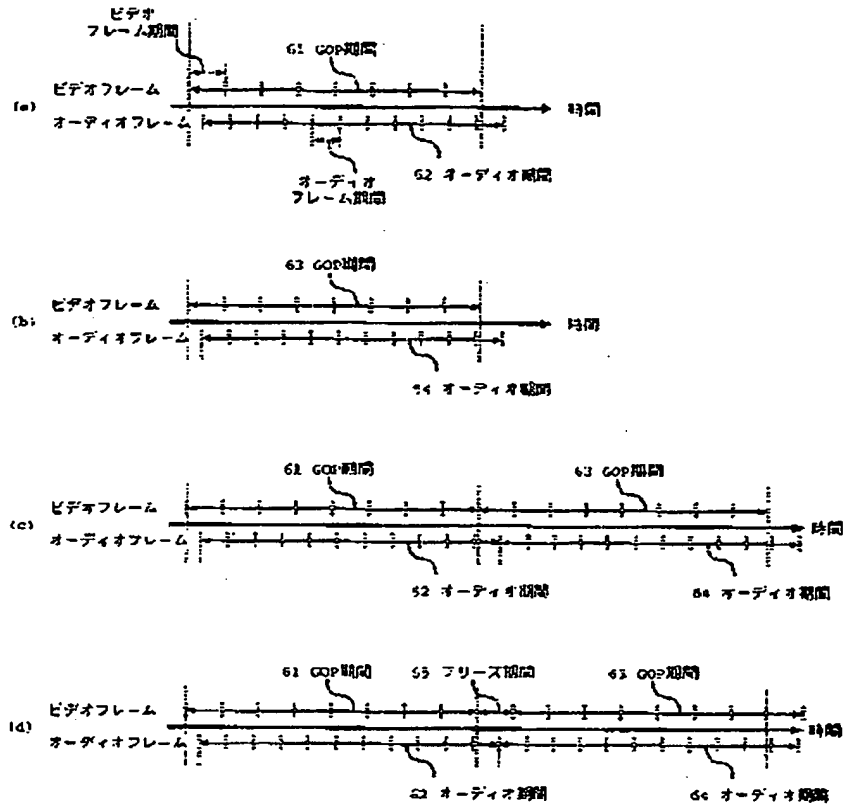 ビデオ
フレーム期間
61 GOP期間
(a)
ビデオフレーム
時間
オーディオフレーム
オーディオ
フレーム期間
62 オーディオ期間
63 GOP期間
(b)
ビデオフレーム
時間
オーディオフレーム
64 オーディオ期間
61 GOP期間
63 GOP期間
(c)
ビデオフレーム
時間
オーディオフレーム
62 オーディオ期間
64 オーディオ期間
61 GOP期間
65 フリーズ期間
63 GOP期間
(d)
ビデオフレーム
時間
オーディオフレーム
62 オーディオ期間
64 オーディオ期間